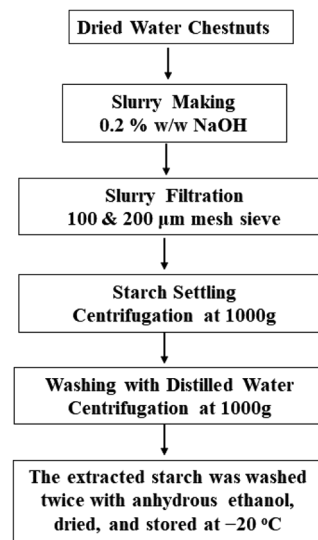 Dried Water Chestnuts
Slurry Making
0.2 % w/w NaOH
Slurry Filtration
100 & 200 µm mesh sieve
Starch Settling
Centrifugation at 1000g
Washing with Distilled Water
Centrifugation at 1000g
The extracted starch was washed
twice with anhydrous ethanol,
dried, and stored at −20 °C